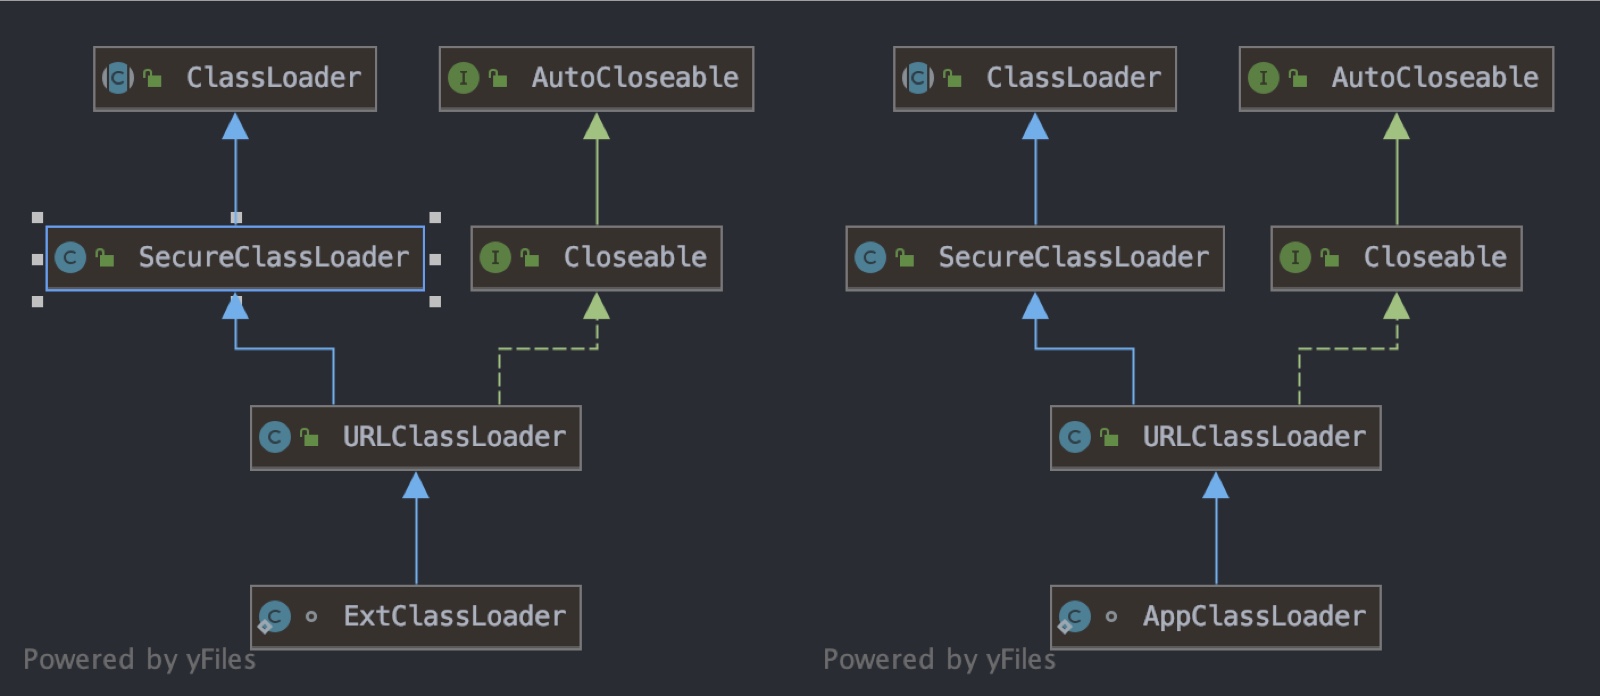 ClassLoader
AutoCloseable
SecureClassLoader
Closeable
URLClassLoader
ExtClassLoader
Powered by yFiles
ClassLoader
AutoCloseable
SecureClassLoader
Closeable
URLClassLoader
AppClassLoader
Powered by yFiles